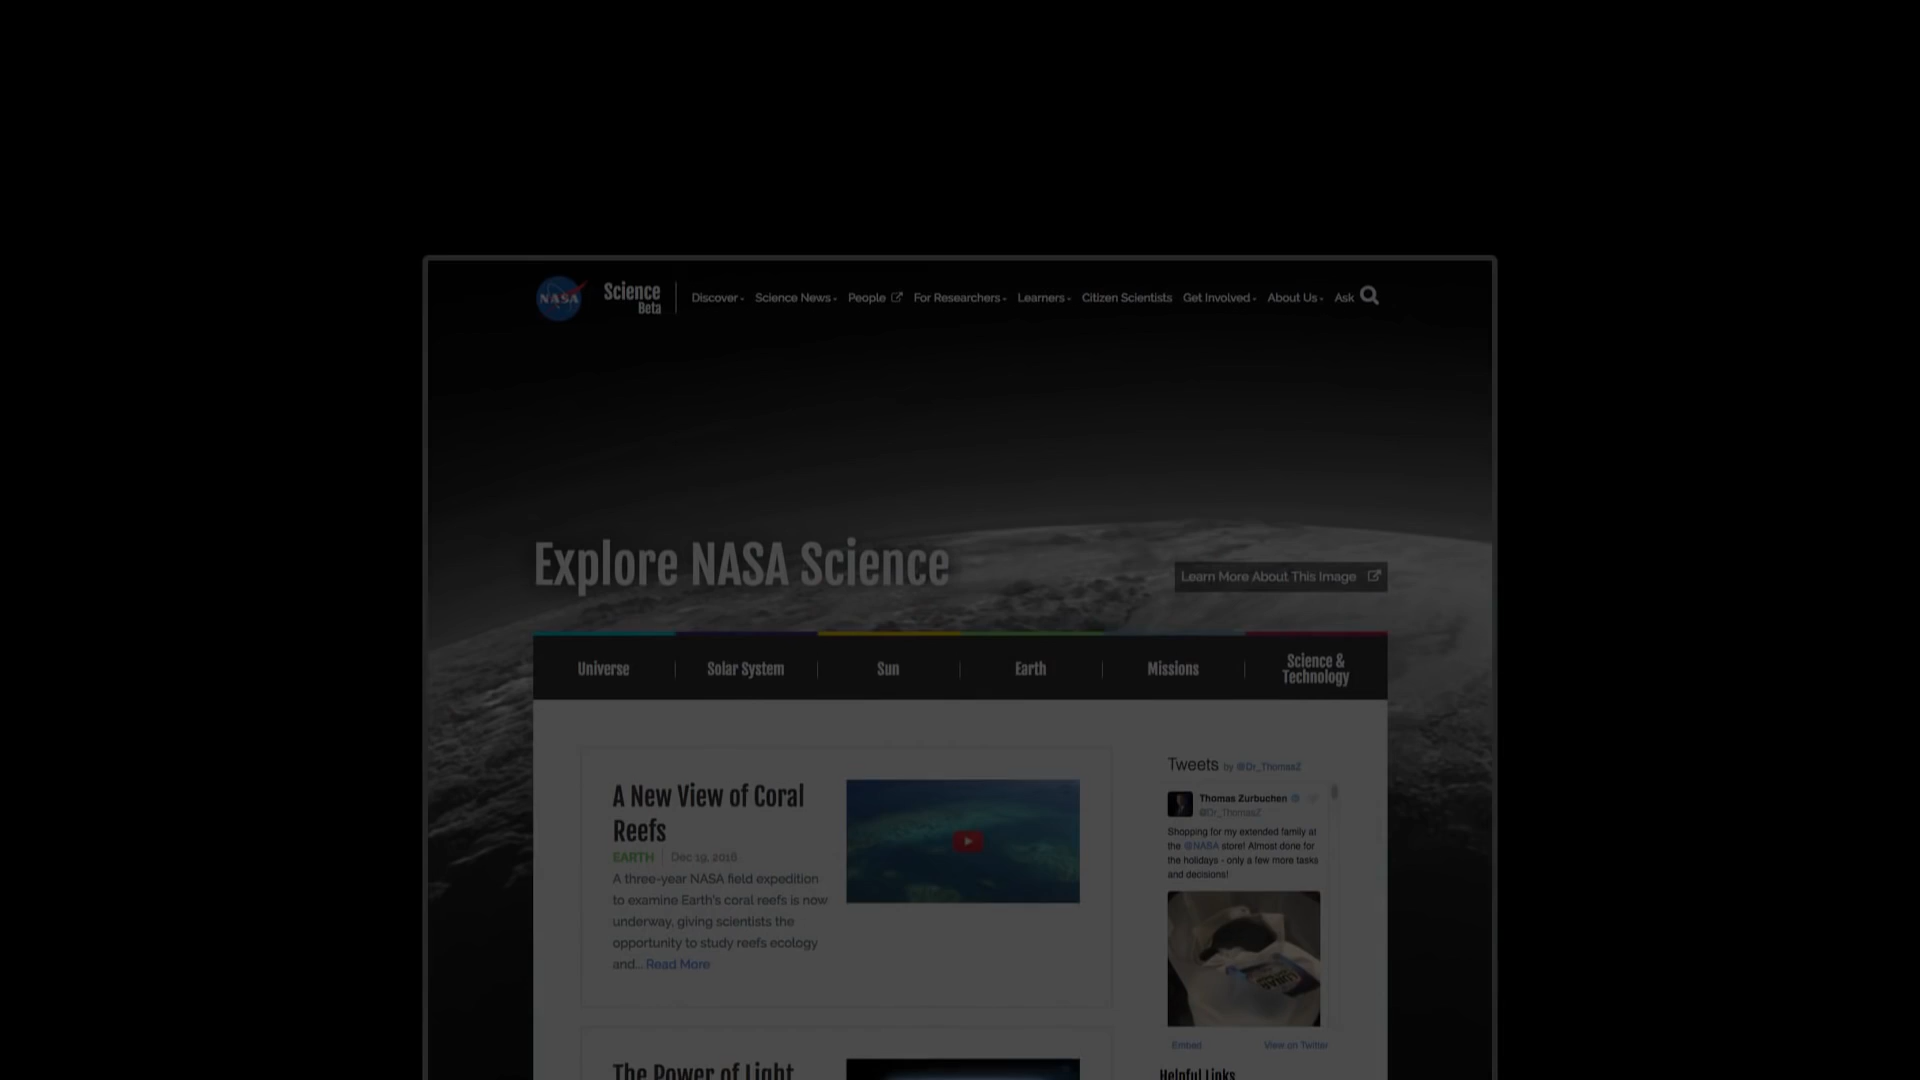 NASA
Science
Beta
Discover
Science News
People
For Researchers
Learners
Citizen Scientists
Get Involved
About Us
Ask
Explore NASA Science
Learn More About This Image
Universe
Solar System
Sun
Earth
Missions
Science &
Technology
A New View of Coral
Reefs
EARTH
Dec 19, 2016
A three-year NASA field expedition
to examine Earth's coral reefs is now
underway, giving scientists the
opportunity to study reefs ecology
and... Read More
The Power of Light
Tweets by @Dr_ThomasZ
Thomas Zurbuchen
@Dr_ThomasZ
Shopping for my extended family at
the @NASA store! Almost done for
the holidays - only a few more tasks
and decisions!
Embed
View on Twitter
Helpful Links